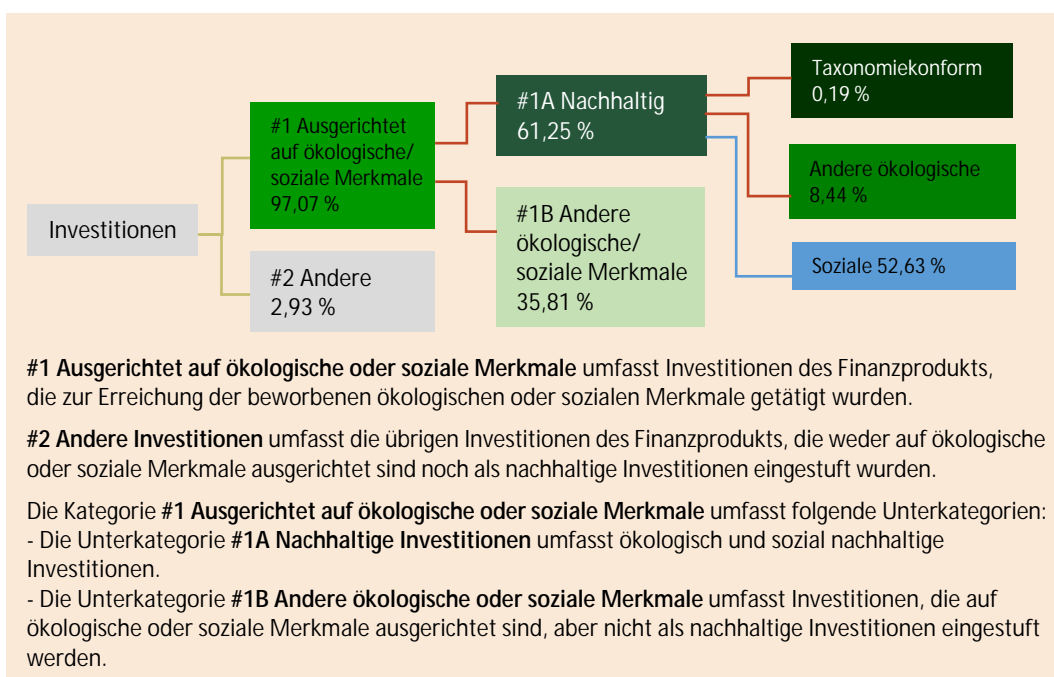 Investitionen
#1 Ausgerichtet
auf ökologische/
soziale Merkmale
97,07 %
#2 Andere
2,93 %
#1A Nachhaltig
61,25 %
#1B Andere
ökologische/
soziale Merkmale
35,81 %
Taxonomiekonform
0,19 %
Andere ökologische
8,44 %
Soziale 52,63 %
#1 Ausgerichtet auf ökologische oder soziale Merkmale umfasst Investitionen des Finanzprodukts,
die zur Erreichung der beworbenen ökologischen oder sozialen Merkmale getätigt wurden.
#2 Andere Investitionen umfasst die übrigen Investitionen des Finanzprodukts, die weder auf ökologische
oder soziale Merkmale ausgerichtet sind noch als nachhaltige Investitionen eingestuft wurden.
Die Kategorie #1 Ausgerichtet auf ökologische oder soziale Merkmale umfasst folgende Unterkategorien:
- Die Unterkategorie #1A Nachhaltige Investitionen umfasst ökologisch und sozial nachhaltige
Investitionen.
- Die Unterkategorie #1B Andere ökologische oder soziale Merkmale umfasst Investitionen, die auf
ökologische oder soziale Merkmale ausgerichtet sind, aber nicht als nachhaltige Investitionen eingestuft
werden.